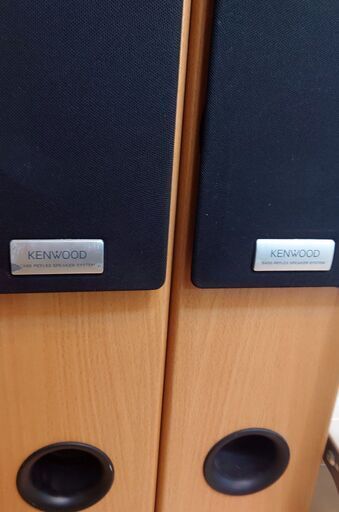 KENWOOD
BASS REFLEX SPEAKER SYSTEM
KENWOOD
BASS REFLEX SPEAKER SYSTEM